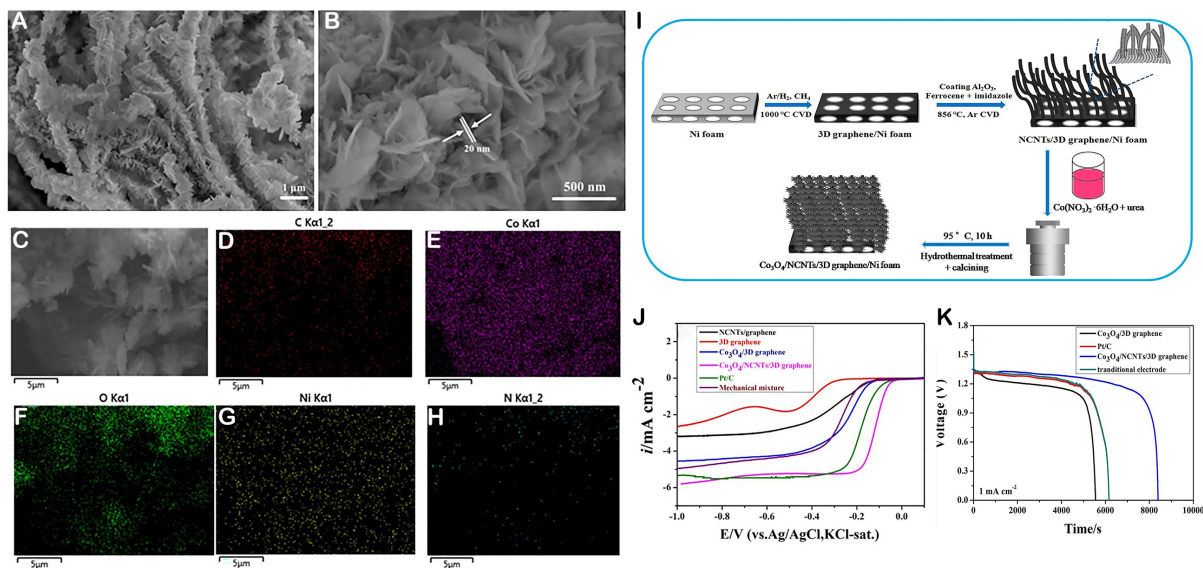 A
1 μm
B
20 nm
500 nm
C
5μm
D
C Kα1_2
5μm
E
Co Kα1
5μm
F
O Kα1
5μm
G
Ni Kα1
5μm
H
N Kα1_2
5μm
I
Ni foam
Ar/H2, CH4
1000 °C CVD
3D graphene/Ni foam
Coating Al2O3,
Ferrocene + imidazole
856 °C, Ar CVD
NCNTs/3D graphene/Ni foam
Co(NO3)2 ·6H2O + urea
95 ° C, 10 h
Hydrothermal treatment
+ calcining
Co3O4/NCNTs/3D graphene/Ni foam
J
NCNTs/graphene
3D graphene
Co3O4/3D graphene
Co3O4/NCNTs/3D graphene
Pt/C
Mechanical mixture
i/mA cm-2
0
-2
-4
-6
-1.0
-0.8
-0.6
-0.4
-0.2
0.0
E/V (vs.Ag/AgCl,KCl-sat.)
K
Co3O4/3D graphene
Pt/C
Co3O4/NCNTs/3D graphene
tranditional electrode
Voltage (V)
1.8
1.5
1.2
0.9
0.6
0.3
0.0
1 mA cm-2
0
2000
4000
6000
8000
10000
Time/s